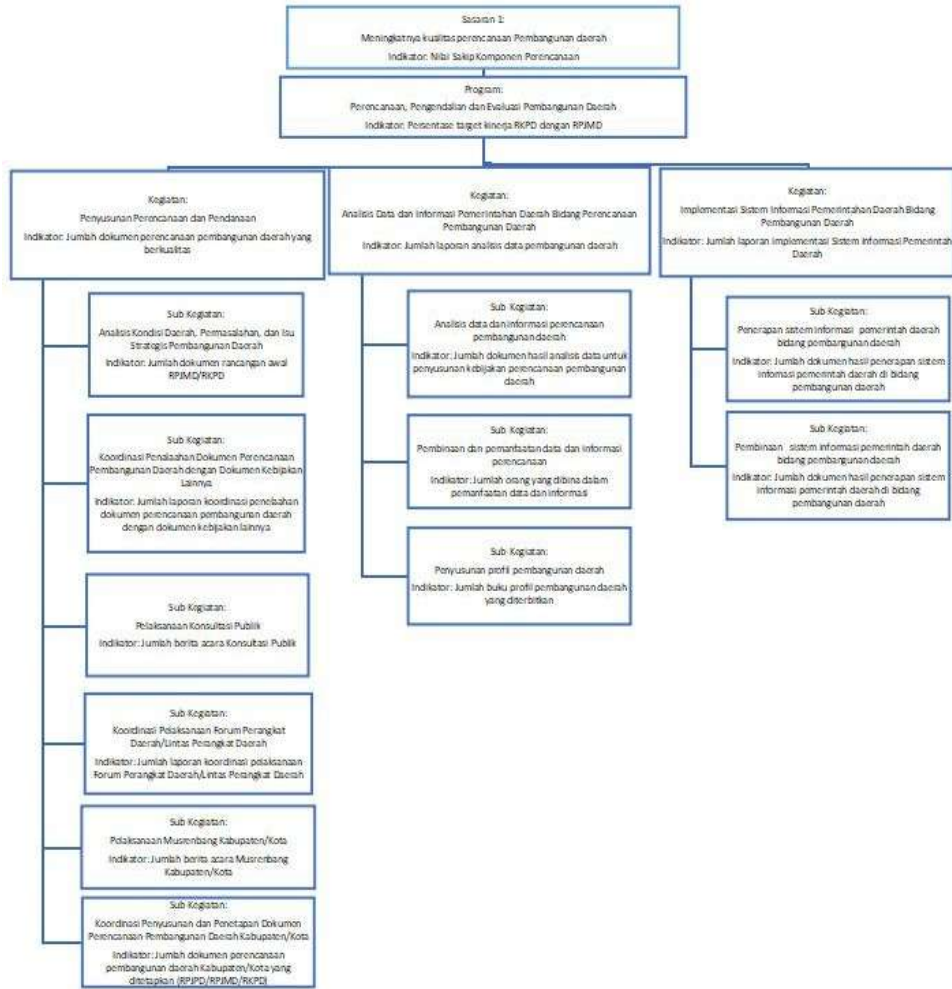 Sasaran 1:
Meningkatnya kualitas perencanaan Pembangunan daerah
Indikator: Nilai Sakip Komponen Perencanaan
Program:
Perencanaan, Pengendalian dan Evaluasi Pembangunan Daerah
Indikator: Persentase target kinerja RKPD dengan RPJMD
Kegiatan:
Penyusunan Perencanaan dan Pendanaan
Indikator: Jumlah dokumen perencanaan pembangunan daerah yang
berkualitas
Sub Kegiatan:
Analisis Kondisi Daerah, Permasalahan, dan Isu
Strategis Pembangunan Daerah
Indikator: Jumlah dokumen rancangan awal
RPJMD/RKPD
Sub Kegiatan:
Koordinasi Penalaahan Dokumen Perencanaan
Pembangunan Daerah dengan Dokumen Kebijakan
Lainnya
Indikator: Jumlah laporan koordinasi penelaahan
dokumen perencanaan pembangunan daerah
dengan dokumen kebijakan lainnya
Sub Kegiatan:
Pelaksanaan Konsultasi Publik
Indikator: Jumlah berita acara Konsultasi Publik
Sub Kegiatan:
Koordinasi Pelaksanaan Forum Perangkat
Daerah/Lintas Perangkat Daerah
Indikator: Jumlah laporan koordinasi pelaksanaan
Forum Perangkat Daerah/Lintas Perangkat Daerah
Sub Kegiatan:
Pelaksanaan Musrenbang Kabupaten/Kota
Indikator: Jumlah berita acara Musrenbang
Kabupaten/Kota
Sub Kegiatan:
Koordinasi Penyusunan dan Penetapan Dokumen
Perencanaan Pembangunan Daerah Kabupaten/Kota
Indikator: Jumlah dokumen perencanaan
pembangunan daerah Kabupaten/Kota yang
ditetapkan (RPJPD/RPJMD/RKPD)
Kegiatan:
Analisis Data dan Informasi Pemerintahan Daerah Bidang Perencanaan
Pembangunan Daerah
Indikator: Jumlah laporan analisis data pembangunan daerah
Sub Kegiatan:
Analisis data dan informasi perencanaan
pembangunan daerah
Indikator: Jumlah dokumen hasil analisis data untuk
penyusunan kebijakan perencanaan pembangunan
daerah
Sub Kegiatan:
Pembinaan dan pemanfaatan data dan informasi
perencanaan
Indikator: Jumlah orang yang dibina dalam
pemanfaatan data dan informasi
Sub Kegiatan:
Penyusunan profil pembangunan daerah
Indikator: Jumlah buku profil pembangunan daerah
yang diterbitkan
Kegiatan:
Implementasi Sistem Informasi Pemerintahan Daerah Bidang
Pembangunan Daerah
Indikator: Jumlah laporan implementasi Sistem informasi Pemerintah
Daerah
Sub Kegiatan:
Penerapan sistem informasi pemerintah daerah
bidang pembangunan daerah
Indikator: Jumlah dokumen hasil penerapan sistem
infomasi pemerintah daerah di bidang
pembangunan daerah
Sub Kegiatan:
Pembinaan sistem informasi pemerintah daerah
bidang pembangunan daerah
Indikator: Jumlah dokumen hasil penerapan sistem
informasi pemerintah daerah di bidang
pembangunan daerah